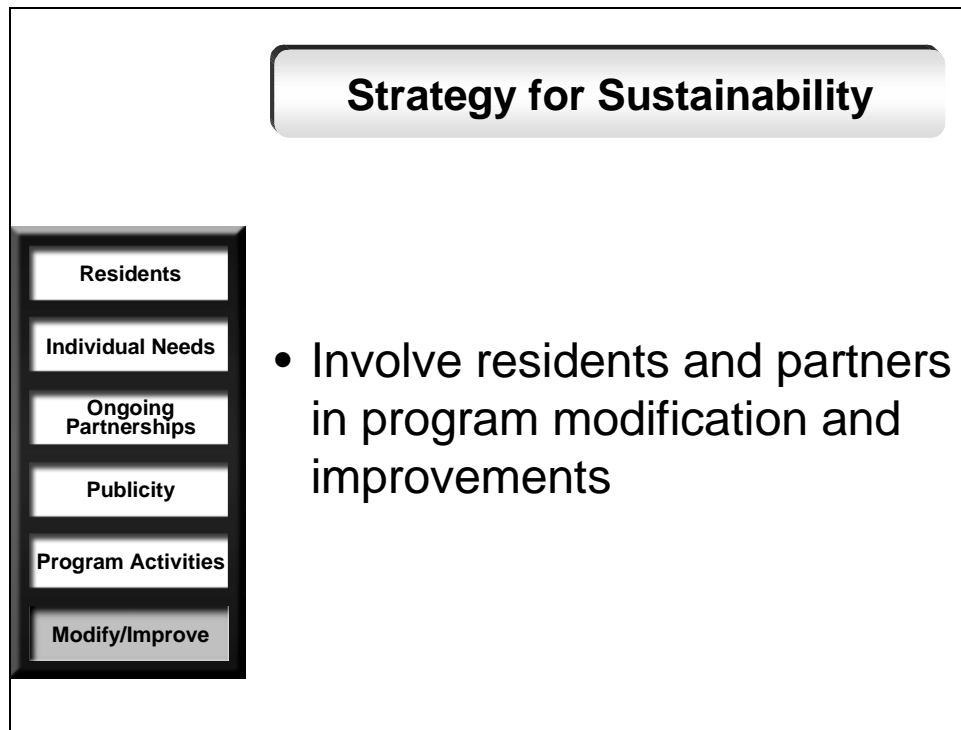 Strategy for Sustainability
Residents
Individual Needs
Ongoing
Partnerships
Publicity
Program Activities
Modify/Improve
• Involve residents and partners
in program modification and
improvements